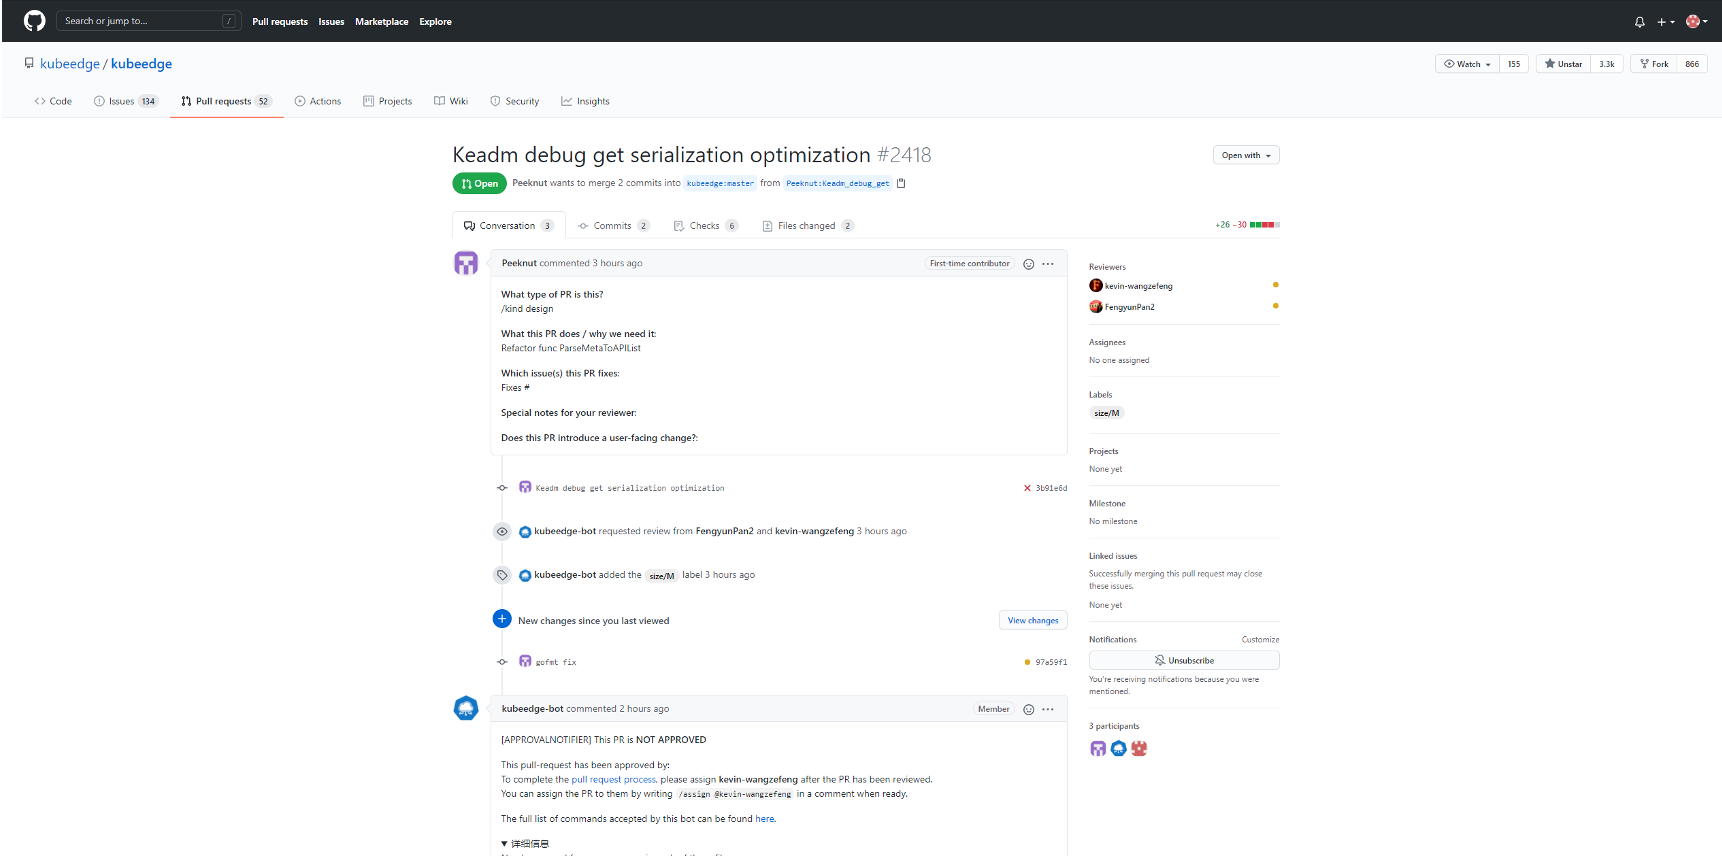 Search or jump to... /
Pull requests Issues Marketplace Explore
kubeedge / kubeedge
Watch 155 Unstar 3.3k Fork 866
Code Issues 134 Pull requests 52 Actions Projects Wiki Security Insights
Keadm debug get serialization optimization #2418
Open with
Open Peeknut wants to merge 2 commits into kubeedge:master from Peeknut:Keadm_debug_get
Conversation 3 Commits 2 Checks 6 Files changed 2
+26 −30
Peeknut commented 3 hours ago First-time contributor
What type of PR is this?
/kind design
What this PR does / why we need it:
Refactor func ParseMetaToAPIList
Which issue(s) this PR fixes:
Fixes #
Special notes for your reviewer:
Does this PR introduce a user-facing change?:
Keadm debug get serialization optimization 3b91e6d
kubeedge-bot requested review from FengyunPan2 and kevin-wangzefeng 3 hours ago
kubeedge-bot added the size/M label 3 hours ago
New changes since you last viewed View changes
gofmt fix 97a59f1
kubeedge-bot commented 2 hours ago Member
[APPROVALNOTIFIER] This PR is NOT APPROVED
This pull-request has been approved by:
To complete the pull request process, please assign kevin-wangzefeng after the PR has been reviewed.
You can assign the PR to them by writing /assign @kevin-wangzefeng in a comment when ready.
The full list of commands accepted by this bot can be found here.
▼ 详细信息
Reviewers
kevin-wangzefeng
FengyunPan2
Assignees
No one assigned
Labels
size/M
Projects
None yet
Milestone
No milestone
Linked issues
Successfully merging this pull request may close
these issues.
None yet
Notifications Customize
Unsubscribe
You're receiving notifications because you were
mentioned.
3 participants